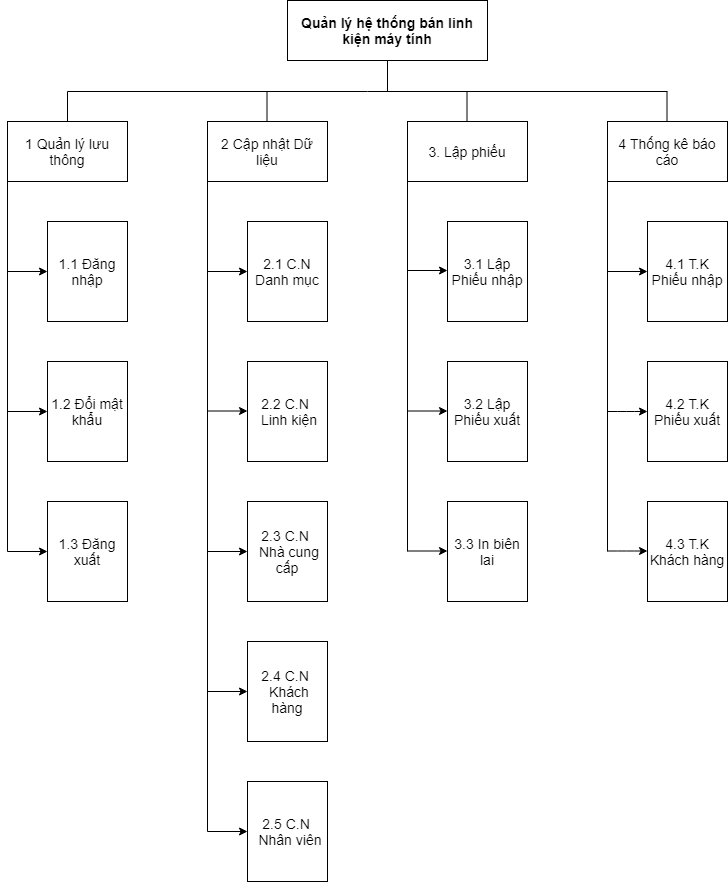 Quản lý hệ thống bán linh
kiện máy tính
1 Quản lý lưu
thông
2 Cập nhật Dữ
liệu
3. Lập phiếu
4 Thống kê báo
cáo
1.1 Đăng
nhập
1.2 Đổi mật
khẩu
1.3 Đăng
xuất
2.1 C.N
Danh mục
2.2 C.N
Linh kiện
2.3 C.N
Nhà cung
cấp
2.4 C.N
Khách
hàng
2.5 C.N
Nhân viên
3.1 Lập
Phiếu nhập
3.2 Lập
Phiếu xuất
3.3 In biên
lai
4.1 T.K
Phiếu nhập
4.2 T.K
Phiếu xuất
4.3 T.K
Khách hàng